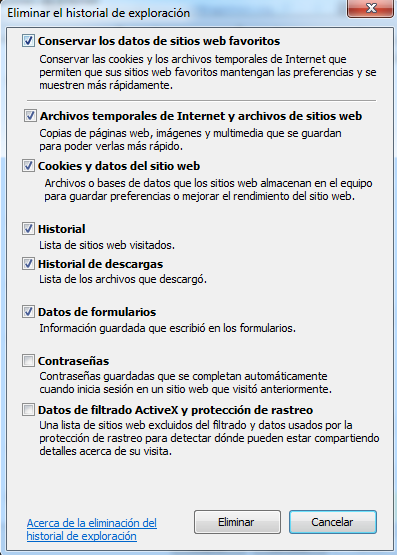 Eliminar el historial de exploración
Conservar los datos de sitios web favoritos
Conservar las cookies y los archivos temporales de Internet que
permiten que sus sitios web favoritos mantengan las preferencias y se
muestren más rápidamente.
Archivos temporales de Internet y archivos de sitios web
Copias de páginas web, imágenes y multimedia que se guardan
para poder verlas más rápido.
Cookies y datos del sitio web
Archivos o bases de datos que los sitios web almacenan en el equipo
para guardar preferencias o mejorar el rendimiento del sitio web.
Historial
Lista de sitios web visitados.
Historial de descargas
Lista de los archivos que descargó.
Datos de formularios
Información guardada que escribió en los formularios.
Contraseñas
Contraseñas guardadas que se completan automáticamente
cuando inicia sesión en un sitio web que visitó anteriormente.
Datos de filtrado ActiveX y protección de rastreo
Una lista de sitios web excluidos del filtrado y datos usados por la
protección de rastreo para detectar dónde pueden estar compartiendo
detalles acerca de su visita.
Acerca de la eliminación del
historial de exploración
Eliminar
Cancelar